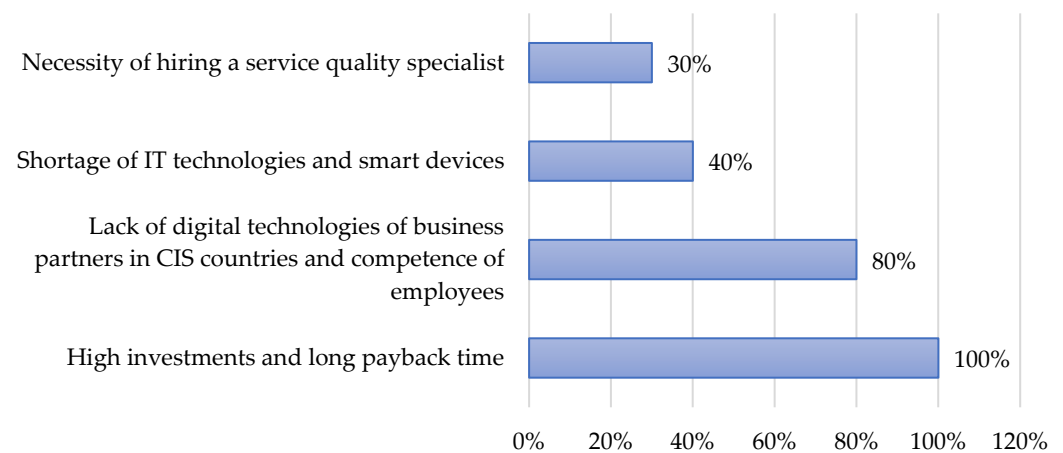 Necessity of hiring a service quality specialist
30%
Shortage of IT technologies and smart devices
40%
Lack of digital technologies of business
partners in CIS countries and competence of
employees
80%
High investments and long payback time
100%
0% 20% 40% 60% 80% 100% 120%